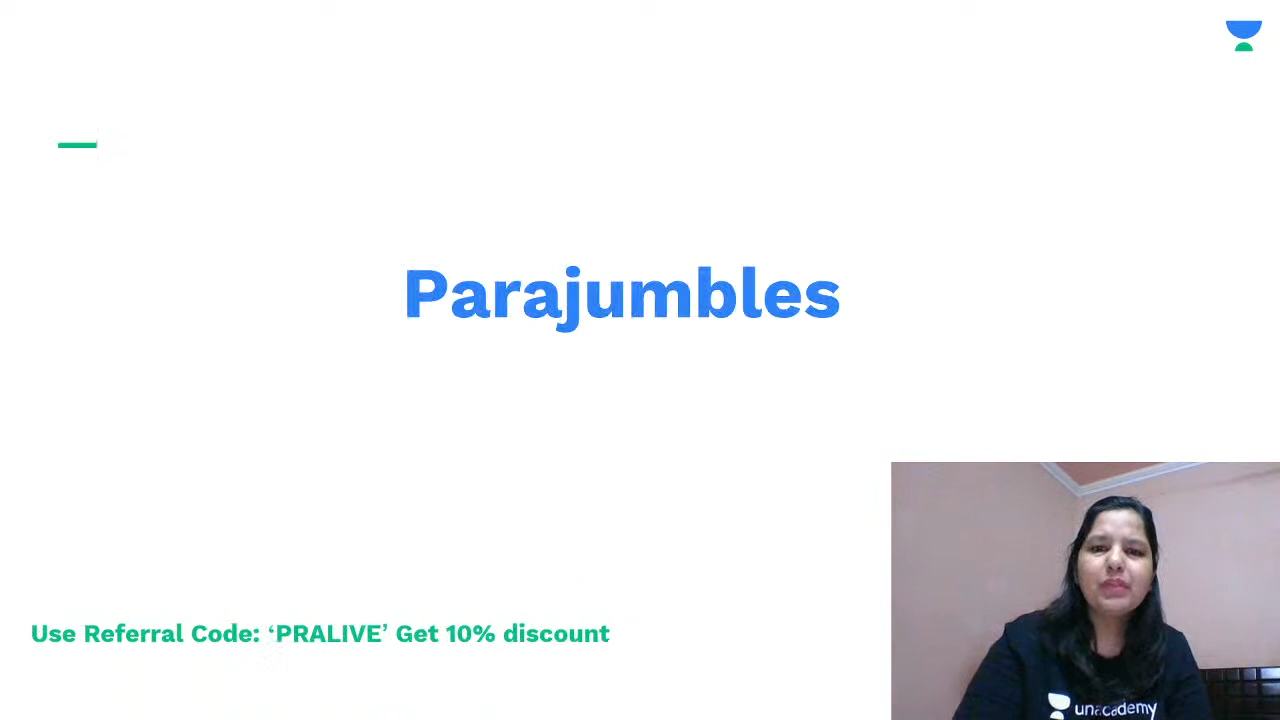 Parajumbles
Use Referral Code: ‘PRALIVE’ Get 10% discount
unacademy